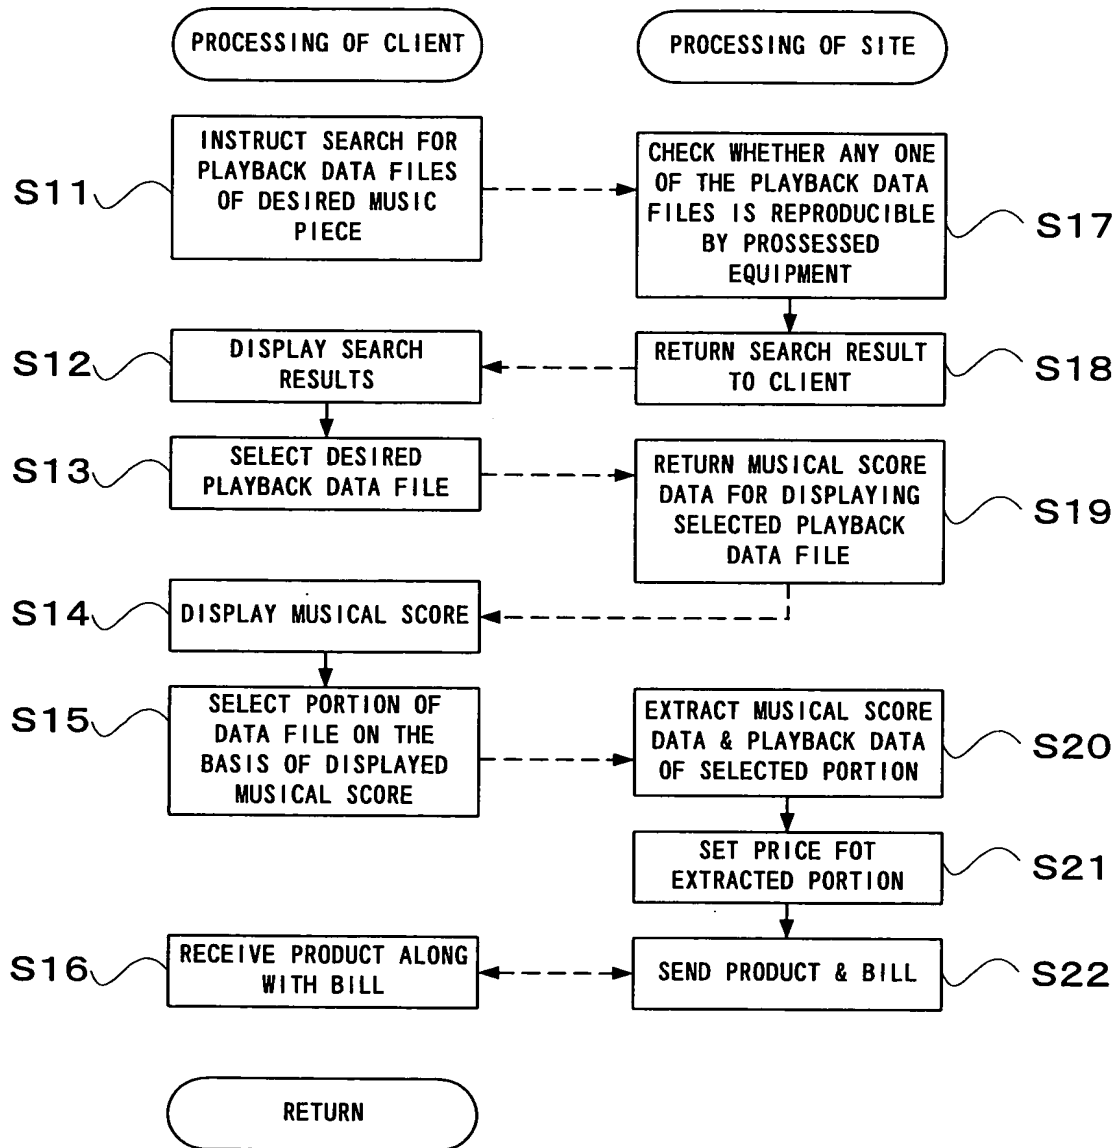 PROCESSING OF CLIENT
PROCESSING OF SITE
S11
INSTRUCT SEARCH FOR
PLAYBACK DATA FILES
OF DESIRED MUSIC
PIECE
CHECK WHETHER ANY ONE
OF THE PLAYBACK DATA
FILES IS REPRODUCIBLE
BY PROSSESSED
EQUIPMENT
S17
S12
DISPLAY SEARCH
RESULTS
RETURN SEARCH RESULT
TO CLIENT
S18
S13
SELECT DESIRED
PLAYBACK DATA FILE
RETURN MUSICAL SCORE
DATA FOR DISPLAYING
SELECTED PLAYBACK
DATA FILE
S19
S14
DISPLAY MUSICAL SCORE
S15
SELECT PORTION OF
DATA FILE ON THE
BASIS OF DISPLAYED
MUSICAL SCORE
EXTRACT MUSICAL SCORE
DATA & PLAYBACK DATA
OF SELECTED PORTION
S20
SET PRICE FOT
EXTRACTED PORTION
S21
S16
RECEIVE PRODUCT ALONG
WITH BILL
SEND PRODUCT & BILL
S22
RETURN